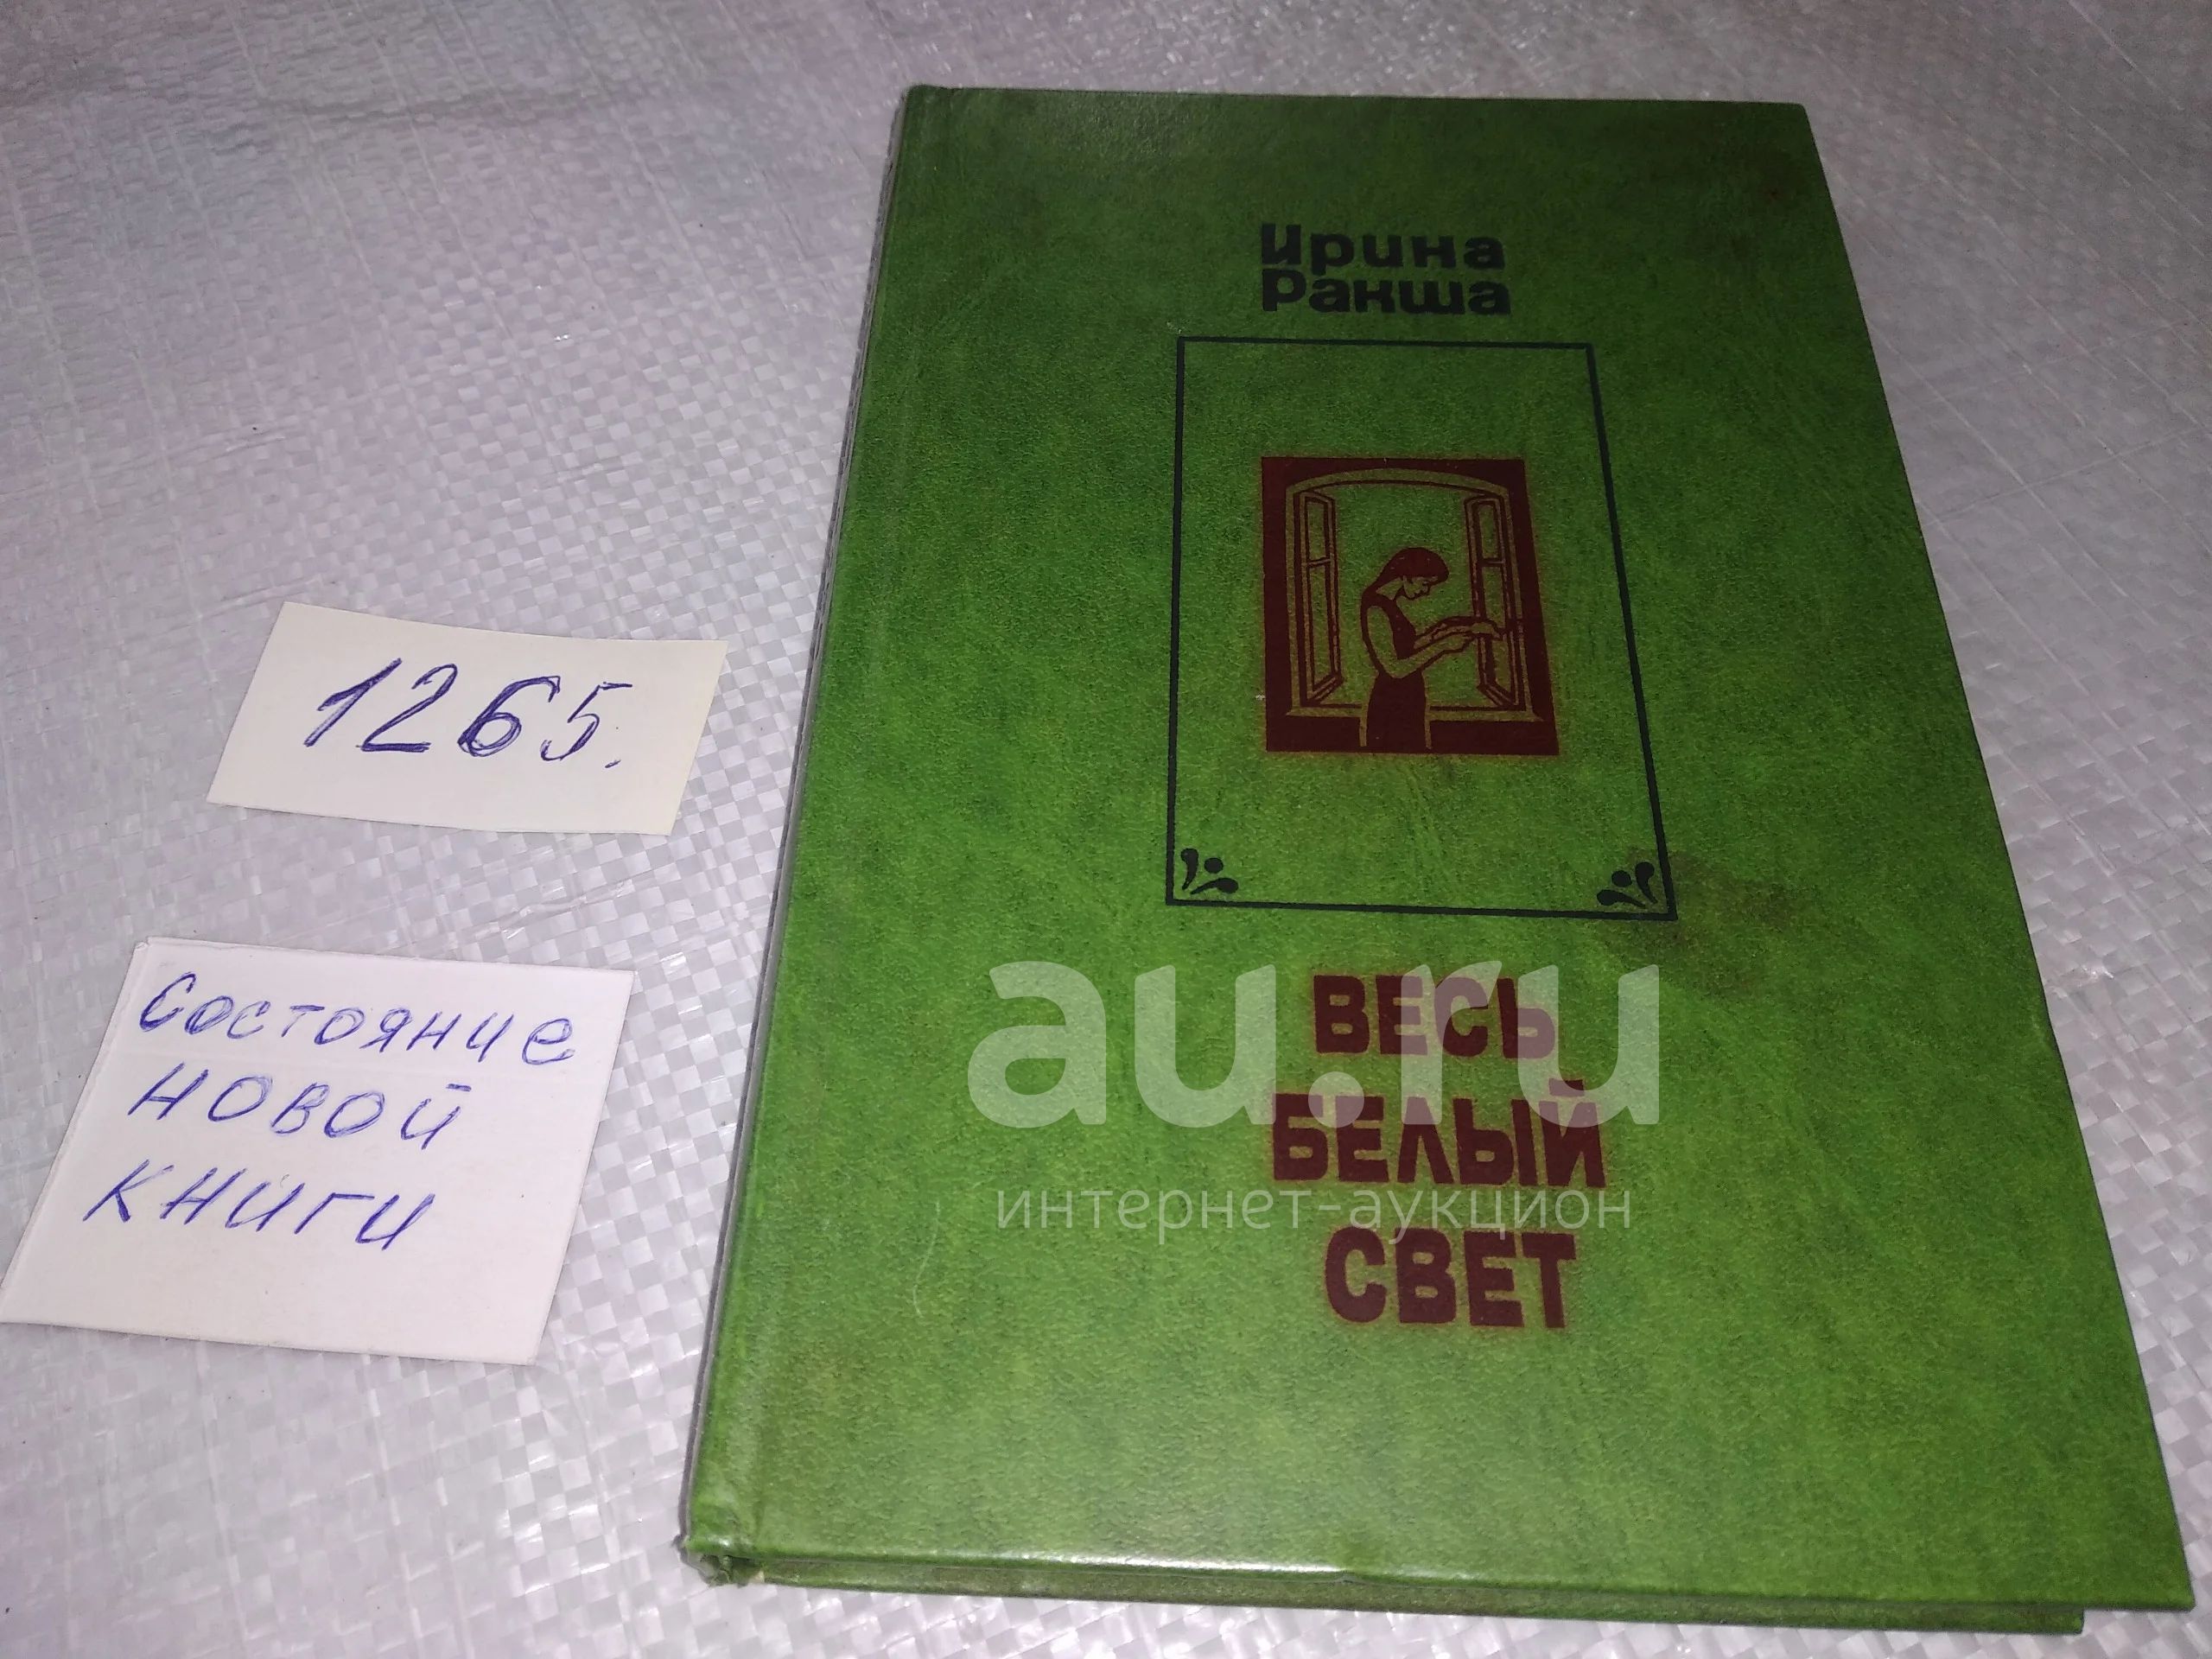 Ирина
Ракша
1265.
Состояние
новой
книги
au.ru
ВЕСЬ
БЕЛЫЙ
интернет-аукцион
СВЕТ